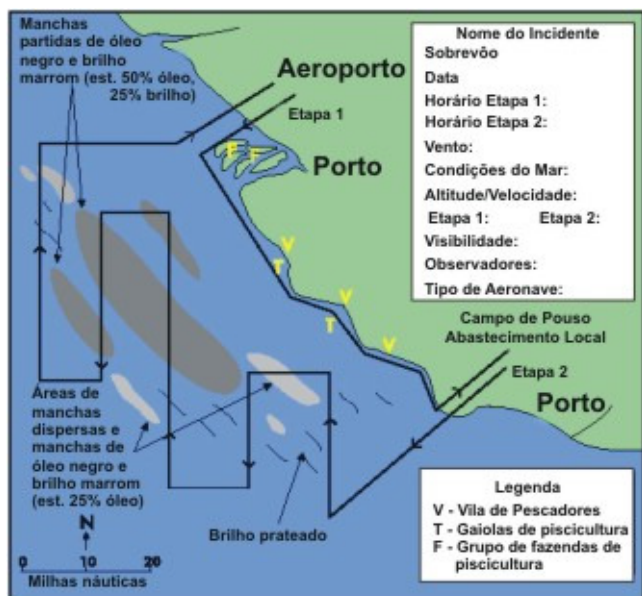 Manchas
partidas de óleo
negro e brilho
marrom (est. 50% óleo,
25% brilho)
Aeroporto
Etapa 1
F F
Porto
Nome do Incidente
Sobrevôo
Data
Horário Etapa 1:
Horário Etapa 2:
Vento:
Condições do Mar:
Altitude/Velocidade:
Etapa 1: Etapa 2:
Visibilidade:
Observadores:
Tipo de Aeronave:
V
T
V
T
V
Campo de Pouso
Abastecimento Local
Etapa 2
Porto
Áreas de
manchas
dispersas e
manchas de
óleo negro e
brilho marrom
(est. 25% óleo)
Brilho prateado
N
0 10 20
Milhas náuticas
Legenda
V - Vila de Pescadores
T - Gaiolas de piscicultura
F - Grupo de fazendas de
piscicultura